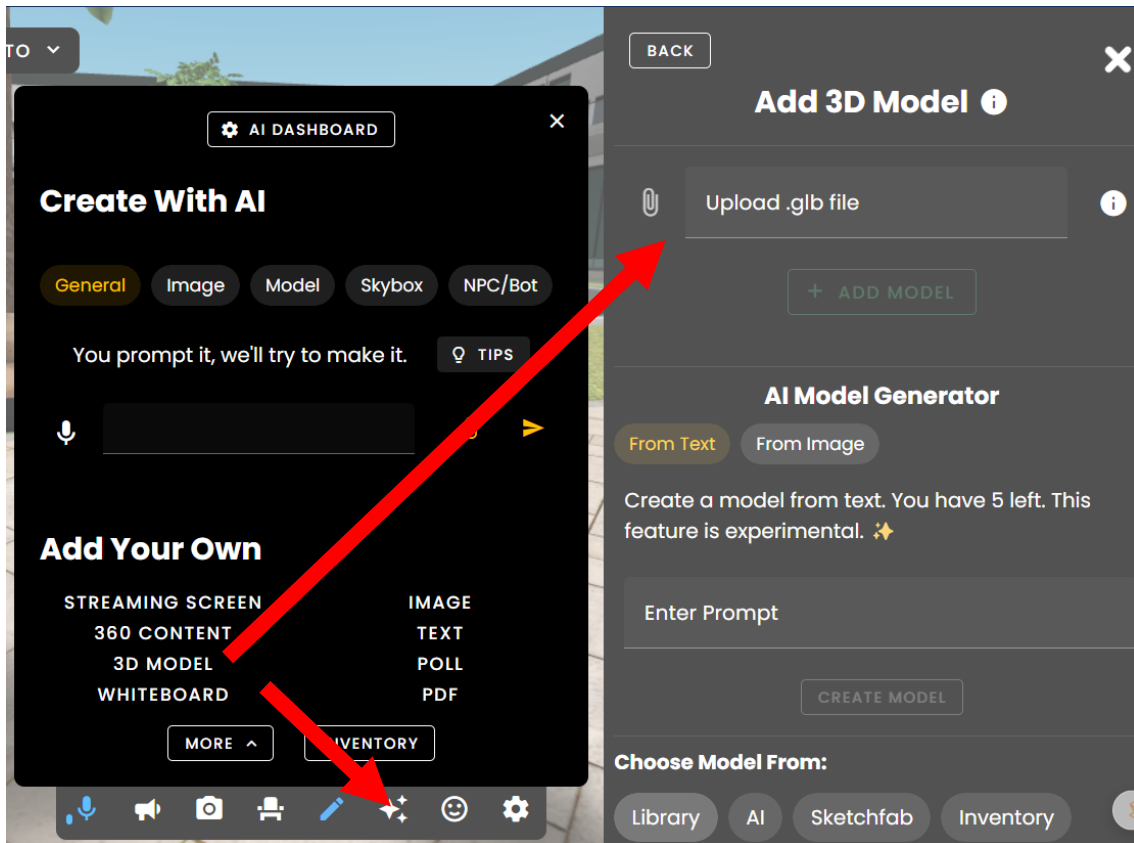 TO
AI DASHBOARD
Create With AI
General Image Model Skybox NPC/Bot
You prompt it, we'll try to make it. TIPS
Add Your Own
STREAMING SCREEN IMAGE
360 CONTENT TEXT
3D MODEL POLL
WHITEBOARD PDF
MORE
BACK
Add 3D Model
Upload .glb file
+ ADD MODEL
AI Model Generator
From Text From Image
Create a model from text. You have 5 left. This
feature is experimental. ✨
Enter Prompt
CREATE MODEL
Choose Model From:
Library AI Sketchfab Inventory